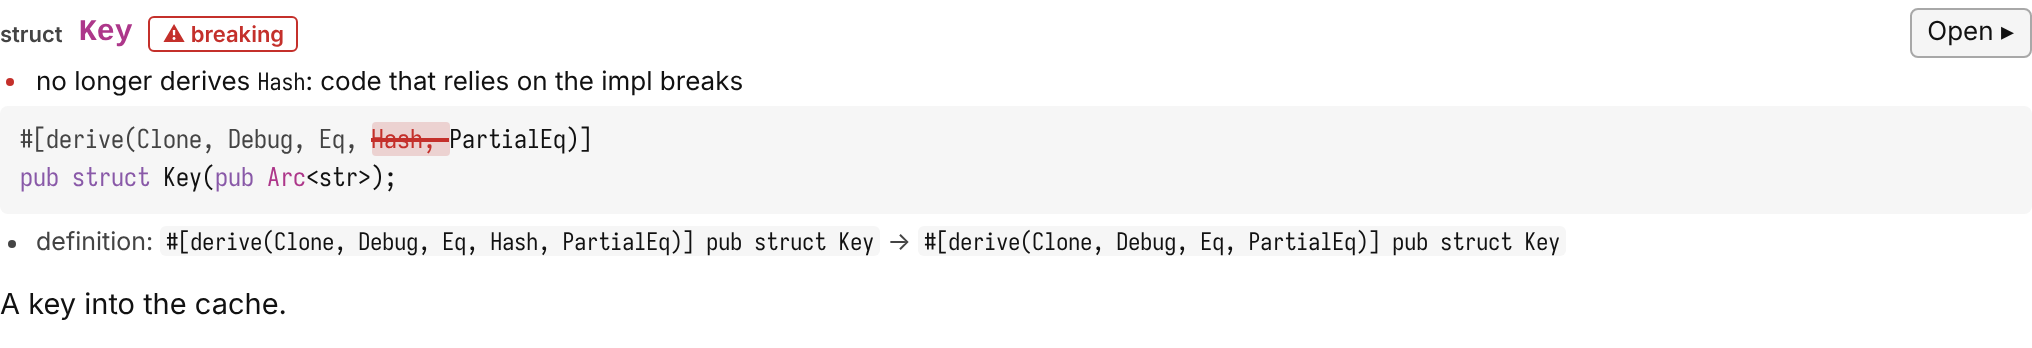 struct Key ⚠ breaking Open ▸
• no longer derives Hash: code that relies on the impl breaks
#[derive(Clone, Debug, Eq, Hash, PartialEq)]
pub struct Key(pub Arc<str>);
• definition: #[derive(Clone, Debug, Eq, Hash, PartialEq)] pub struct Key → #[derive(Clone, Debug, Eq, PartialEq)] pub struct Key
A key into the cache.